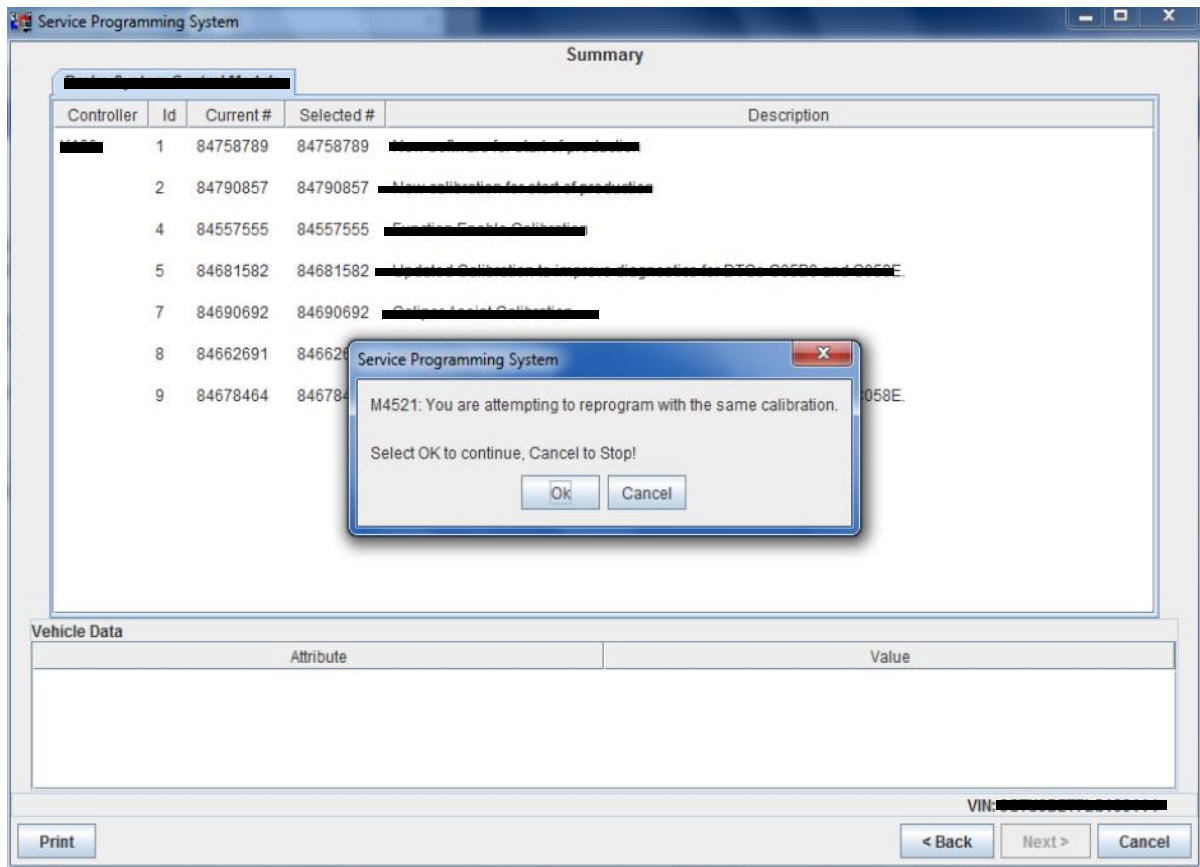 Service Programming System
Summary
Controller Id Current # Selected # Description
1 84758789 84758789
2 84790857 84790857
4 84557555 84557555
5 84681582 84681582
7 84690692 84690692
8 84662691
9 84678464 058E.
Service Programming System
M4521: You are attempting to reprogram with the same calibration.
Select OK to continue, Cancel to Stop!
Ok Cancel
Vehicle Data
Attribute Value
VIN:
Print < Back Next > Cancel